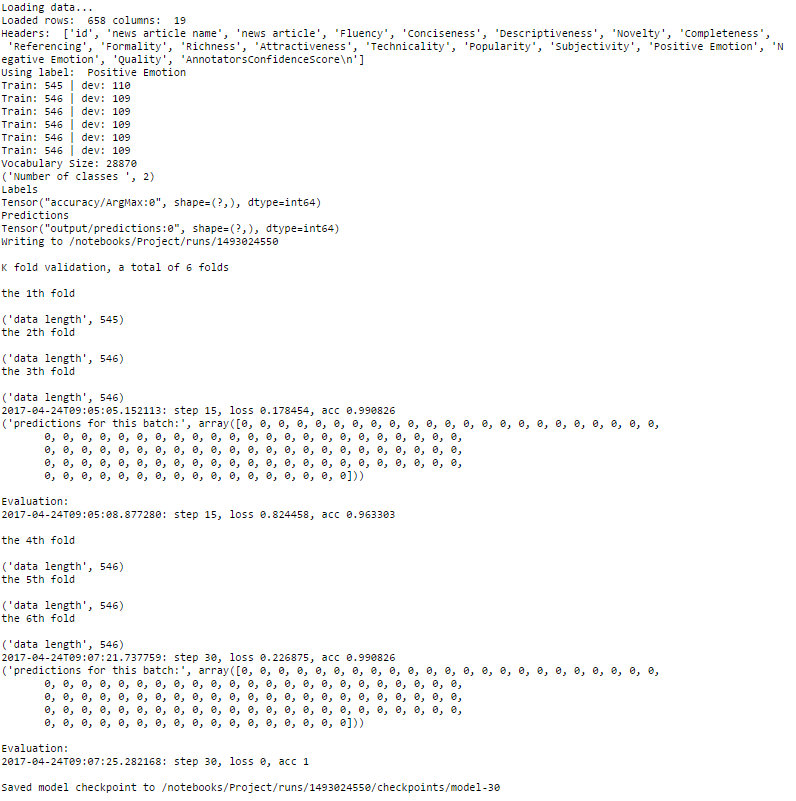 Loading data...
Loaded rows:  658 columns:  19
Headers:  ['id', 'news article name', 'news article', 'Fluency', 'Conciseness', 'Descriptiveness', 'Novelty', 'Completeness',
 'Referencing', 'Formality', 'Richness', 'Attractiveness', 'Technicality', 'Popularity', 'Subjectivity', 'Positive Emotion', 'N
egative Emotion', 'Quality', 'AnnotatorsConfidenceScore\n']
Using label:  Positive Emotion
Train: 545 | dev: 110
Train: 546 | dev: 109
Train: 546 | dev: 109
Train: 546 | dev: 109
Train: 546 | dev: 109
Train: 546 | dev: 109
Vocabulary Size: 28870
('Number of classes ', 2)
Labels
Tensor("accuracy/ArgMax:0", shape=(?,), dtype=int64)
Predictions
Tensor("output/predictions:0", shape=(?,), dtype=int64)
Writing to /notebooks/Project/runs/1493024550
K fold validation, a total of 6 folds
the 1th fold
('data length', 545)
the 2th fold
('data length', 546)
the 3th fold
('data length', 546)
2017-04-24T09:05:05.152113: step 15, loss 0.178454, acc 0.990826
('predictions for this batch:', array([0, 0, 0, 0, 0, 0, 0, 0, 0, 0, 0, 0, 0, 0, 0, 0, 0, 0, 0, 0, 0, 0, 0,
       0, 0, 0, 0, 0, 0, 0, 0, 0, 0, 0, 0, 0, 0, 0, 0, 0, 0, 0, 0, 0, 0, 0,
       0, 0, 0, 0, 0, 0, 0, 0, 0, 0, 0, 0, 0, 0, 0, 0, 0, 0, 0, 0, 0, 0, 0,
       0, 0, 0, 0, 0, 0, 0, 0, 0, 0, 0, 0, 0, 0, 0, 0, 0, 0, 0, 0, 0, 0, 0,
       0, 0, 0, 0, 0, 0, 0, 0, 0, 0, 0, 0, 0, 0, 0, 0, 0]))
Evaluation:
2017-04-24T09:05:08.877280: step 15, loss 0.824458, acc 0.963303
the 4th fold
('data length', 546)
the 5th fold
('data length', 546)
the 6th fold
('data length', 546)
2017-04-24T09:07:21.737759: step 30, loss 0.226875, acc 0.990826
('predictions for this batch:', array([0, 0, 0, 0, 0, 0, 0, 0, 0, 0, 0, 0, 0, 0, 0, 0, 0, 0, 0, 0, 0, 0, 0,
       0, 0, 0, 0, 0, 0, 0, 0, 0, 0, 0, 0, 0, 0, 0, 0, 0, 0, 0, 0, 0, 0, 0,
       0, 0, 0, 0, 0, 0, 0, 0, 0, 0, 0, 0, 0, 0, 0, 0, 0, 0, 0, 0, 0, 0, 0,
       0, 0, 0, 0, 0, 0, 0, 0, 0, 0, 0, 0, 0, 0, 0, 0, 0, 0, 0, 0, 0, 0, 0,
       0, 0, 0, 0, 0, 0, 0, 0, 0, 0, 0, 0, 0, 0, 0, 0, 0]))
Evaluation:
2017-04-24T09:07:25.282168: step 30, loss 0, acc 1
Saved model checkpoint to /notebooks/Project/runs/1493024550/checkpoints/model-30